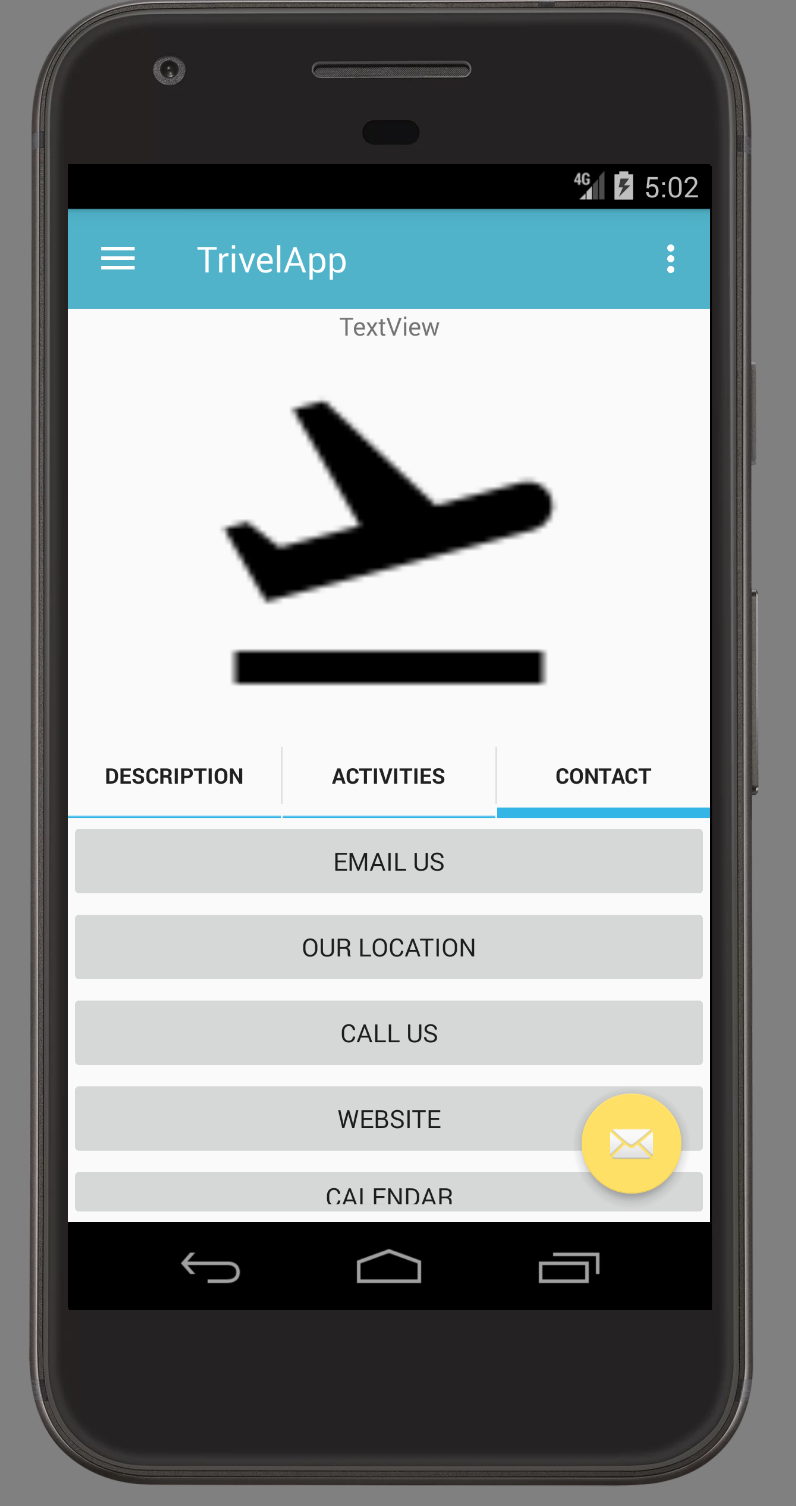 4G 5:02
TrivelApp
TextView
DESCRIPTION ACTIVITIES CONTACT
EMAIL US
OUR LOCATION
CALL US
WEBSITE
CALENDAR